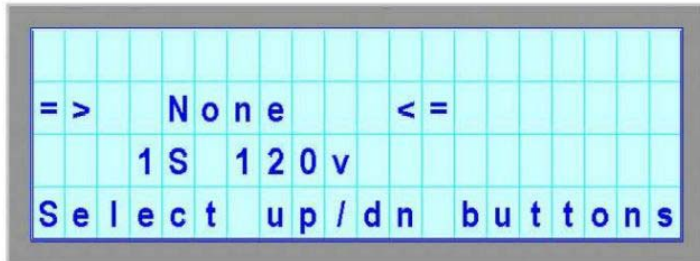 => None <=
1S 120v
Select up/dn buttons